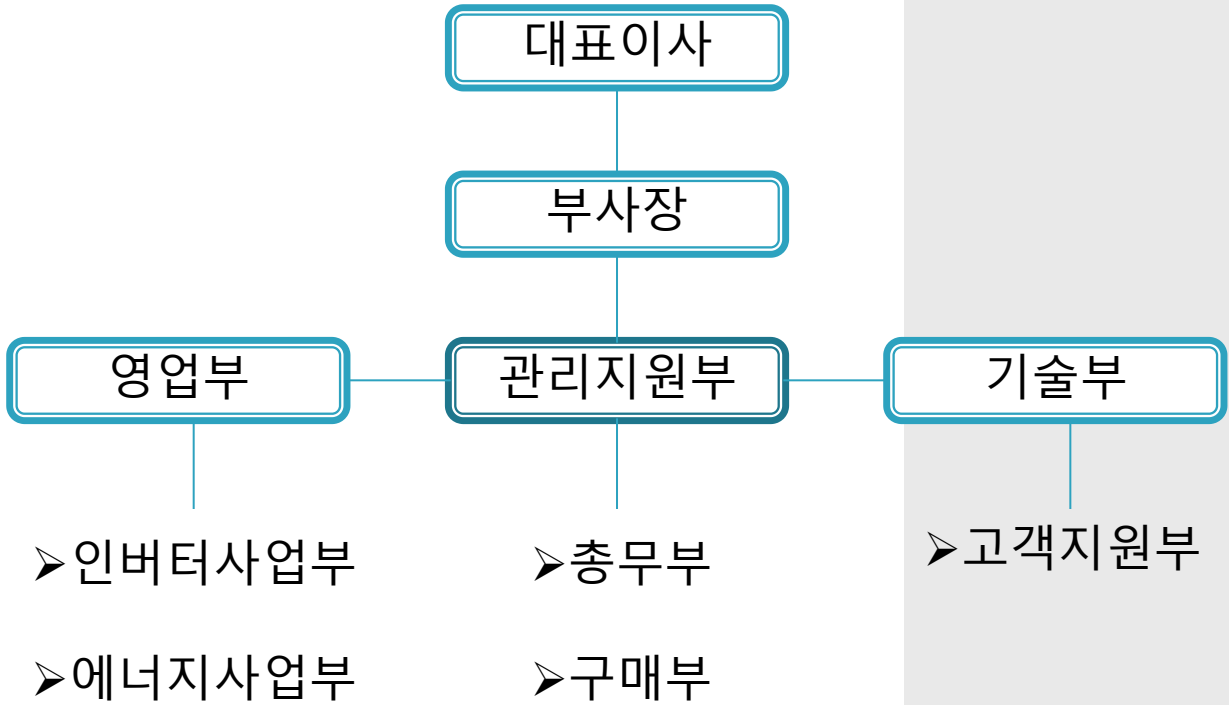 대표이사
부사장
영업부 관리지원부 기술부
➢인버터사업부 ➢총무부 ➢고객지원부
➢에너지사업부 ➢구매부